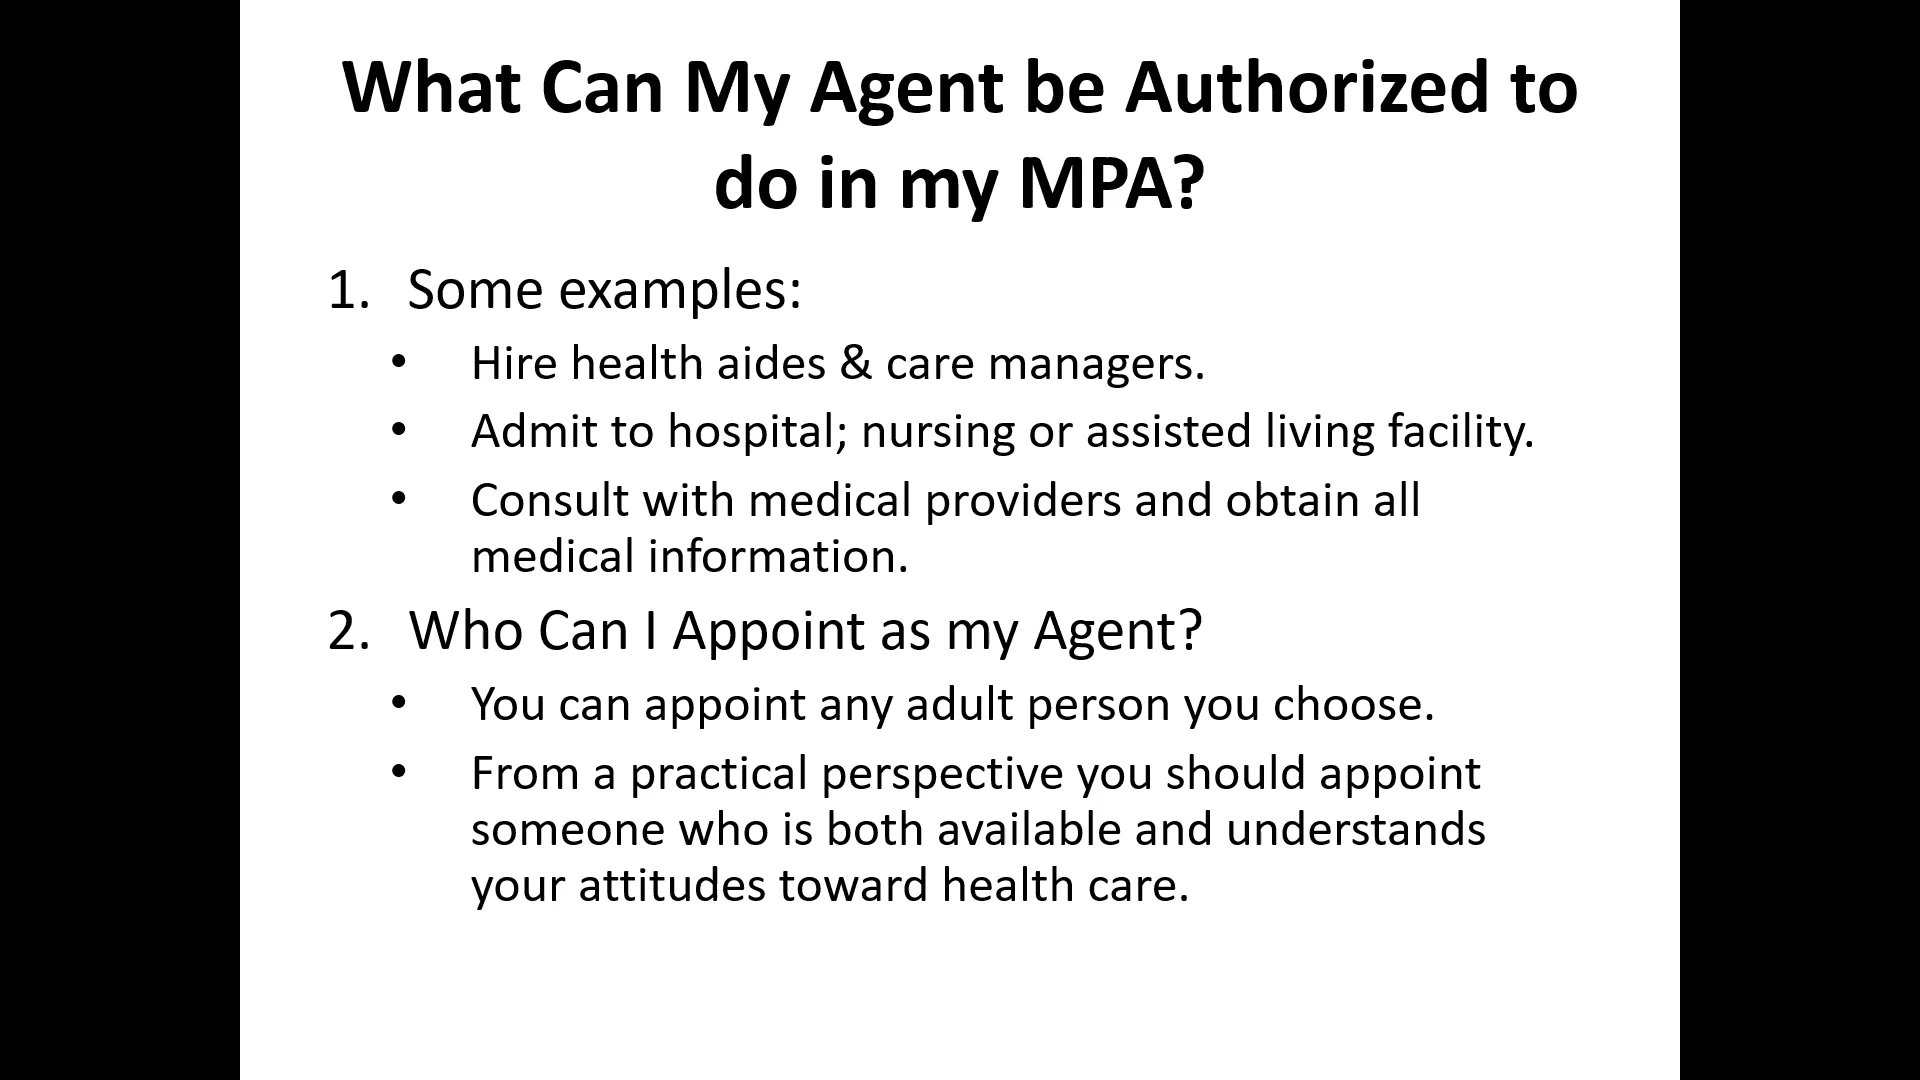 What Can My Agent be Authorized to
do in my MPA?
1. Some examples:
• Hire health aides & care managers.
• Admit to hospital; nursing or assisted living facility.
• Consult with medical providers and obtain all
medical information.
2. Who Can I Appoint as my Agent?
• You can appoint any adult person you choose.
• From a practical perspective you should appoint
someone who is both available and understands
your attitudes toward health care.